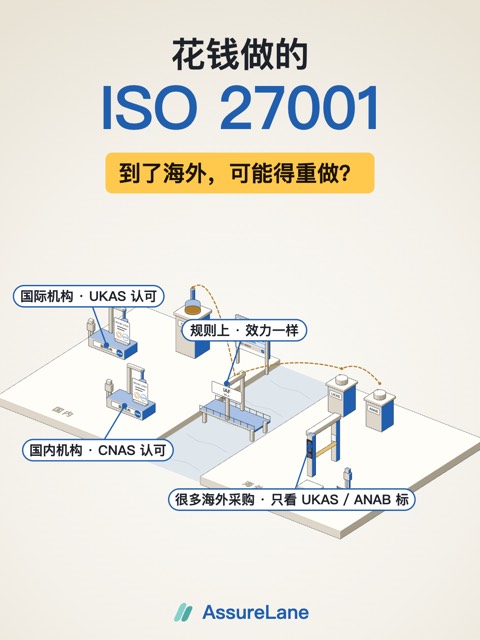 花钱做的
ISO 27001
到了海外，可能得重做？
国际机构 · UKAS 认可
规则上 · 效力一样
国内
国内机构 · CNAS 认可
很多海外采购 · 只看 UKAS / ANAB 标
AssureLane